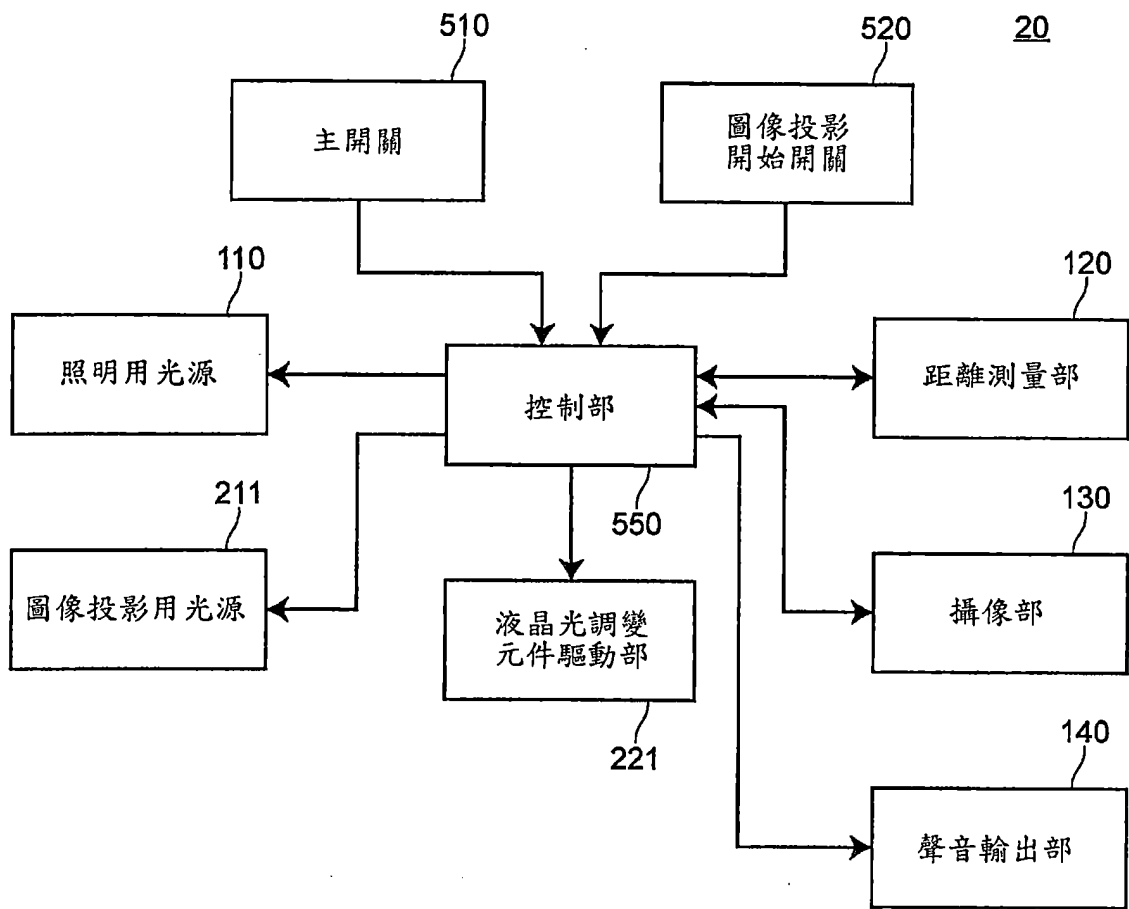 510
520
20
主開關
圖像投影
開始開關
110
120
照明用光源
控制部
距離測量部
550
211
130
圖像投影用光源
液晶光調變
元件驅動部
攝像部
221
140
聲音輸出部